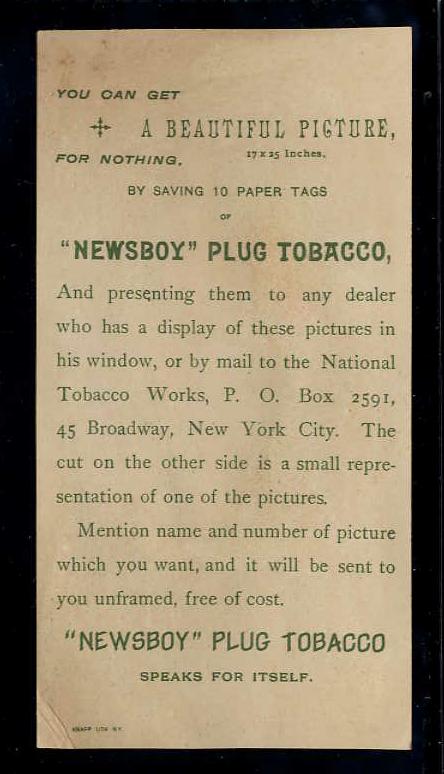 YOU CAN GET
A BEAUTIFUL PICTURE,
17 x 25 Inches.
FOR NOTHING,
BY SAVING 10 PAPER TAGS
OF
"NEWSBOY" PLUG TOBACCO,
And presenting them to any dealer
who has a display of these pictures in
his window, or by mail to the National
Tobacco Works, P. O. Box 2591,
45 Broadway, New York City. The
cut on the other side is a small repre-
sentation of one of the pictures.
Mention name and number of picture
which you want, and it will be sent to
you unframed, free of cost.
"NEWSBOY" PLUG TOBACCO
SPEAKS FOR ITSELF.
KNAPP LITH. N.Y.